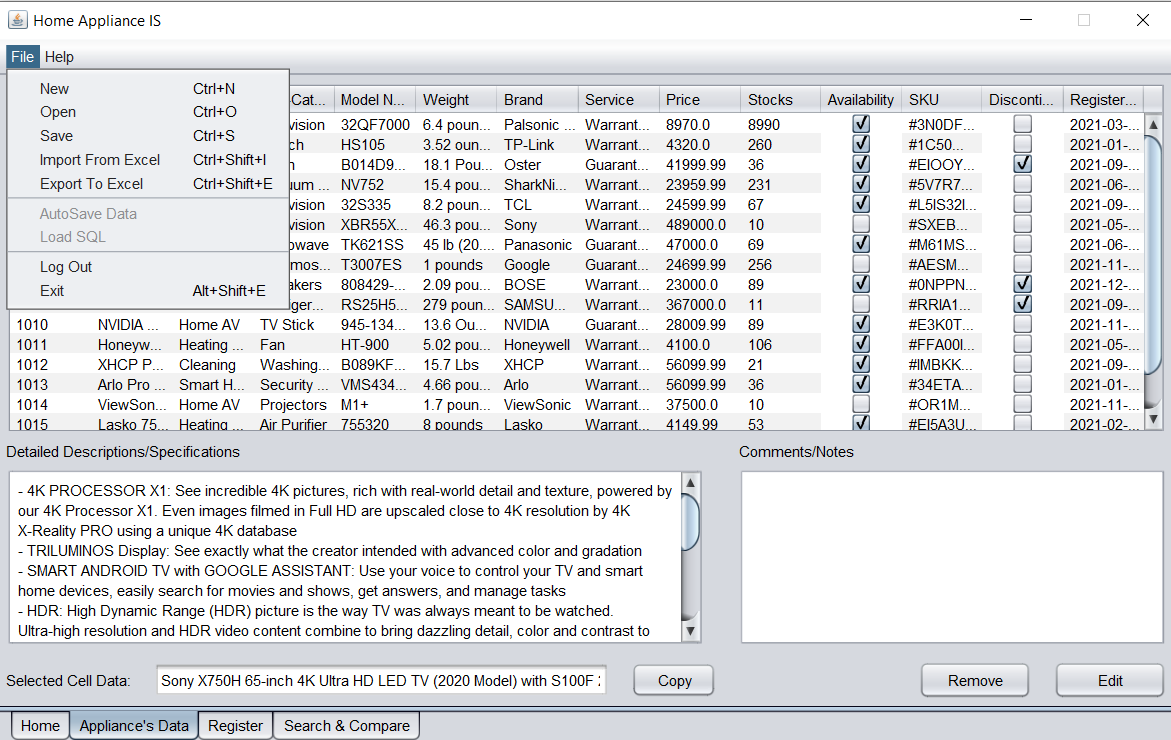 Home Appliance IS
File Help
New Ctrl+N
Open Ctrl+O
Save Ctrl+S
Import From Excel Ctrl+Shift+I
Export To Excel Ctrl+Shift+E
AutoSave Data
Load SQL
Log Out
Exit Alt+Shift+E
-Cat... Model N... Weight Brand Service Price Stocks Availability SKU Disconti... Register...
vision 32QF7000 6.4 poun... Palsonic ... Warrant... 8970.0 8990 #3N0DF... 2021-03-...
ch HS105 3.52 oun... TP-Link Warrant... 4320.0 260 #1C50... 2021-01-...
n B014D9... 18.1 Pou... Oster Guarant... 41999.99 36 #EIOOY... 2021-09-...
uum ... NV752 15.4 pou... SharkNi... Warrant... 23959.99 231 #5V7R7... 2021-06-...
vision 32S335 8.2 poun... TCL Warrant... 24599.99 67 #L5IS32I... 2021-09-...
vision XBR55X... 46.3 pou... Sony Warrant... 489000.0 10 #SXEB... 2021-05-...
owave TK621SS 45 lb (20... Panasonic Guarant... 47000.0 69 #M61MS... 2021-06-...
mos... T3007ES 1 pounds Google Guarant... 24699.99 256 #AESM... 2021-11-...
akers 808429-... 2.09 pou... BOSE Warrant... 23000.0 89 #0NPPN... 2021-12-...
iger... RS25H5... 279 poun... SAMSU... Warrant... 367000.0 11 #RRIA1... 2021-09-...
1010 NVIDIA ... Home AV TV Stick 945-134... 13.6 Ou... NVIDIA Guarant... 28009.99 89 #E3K0T... 2021-11-...
1011 Honeyw... Heating ... Fan HT-900 5.02 pou... Honeywell Warrant... 4100.0 106 #FFA00I... 2021-05-...
1012 XHCP P... Cleaning Washing... B089KF... 15.7 Lbs XHCP Warrant... 56099.99 21 #IMBKK... 2021-09-...
1013 Arlo Pro ... Smart H... Security ... VMS434... 4.66 pou... Arlo Warrant... 56099.99 36 #34ETA... 2021-01-...
1014 ViewSon... Home AV Projectors M1+ 1.7 poun... ViewSonic Warrant... 37500.0 10 #OR1M... 2021-11-...
1015 Lasko 75... Heating ... Air Purifier 755320 8 pounds Lasko Warrant... 4149.99 53 #EI5A3U... 2021-02-...
Detailed Descriptions/Specifications Comments/Notes
- 4K PROCESSOR X1: See incredible 4K pictures, rich with real-world detail and texture, powered by
our 4K Processor X1. Even images filmed in Full HD are upscaled close to 4K resolution by 4K
X-Reality PRO using a unique 4K database
- TRILUMINOS Display: See exactly what the creator intended with advanced color and gradation
- SMART ANDROID TV with GOOGLE ASSISTANT: Use your voice to control your TV and smart
home devices, easily search for movies and shows, get answers, and manage tasks
- HDR: High Dynamic Range (HDR) picture is the way TV was always meant to be watched.
Ultra-high resolution and HDR video content combine to bring dazzling detail, color and contrast to
Selected Cell Data: Sony X750H 65-inch 4K Ultra HD LED TV (2020 Model) with S100F Copy Remove Edit
Home Appliance's Data Register Search & Compare